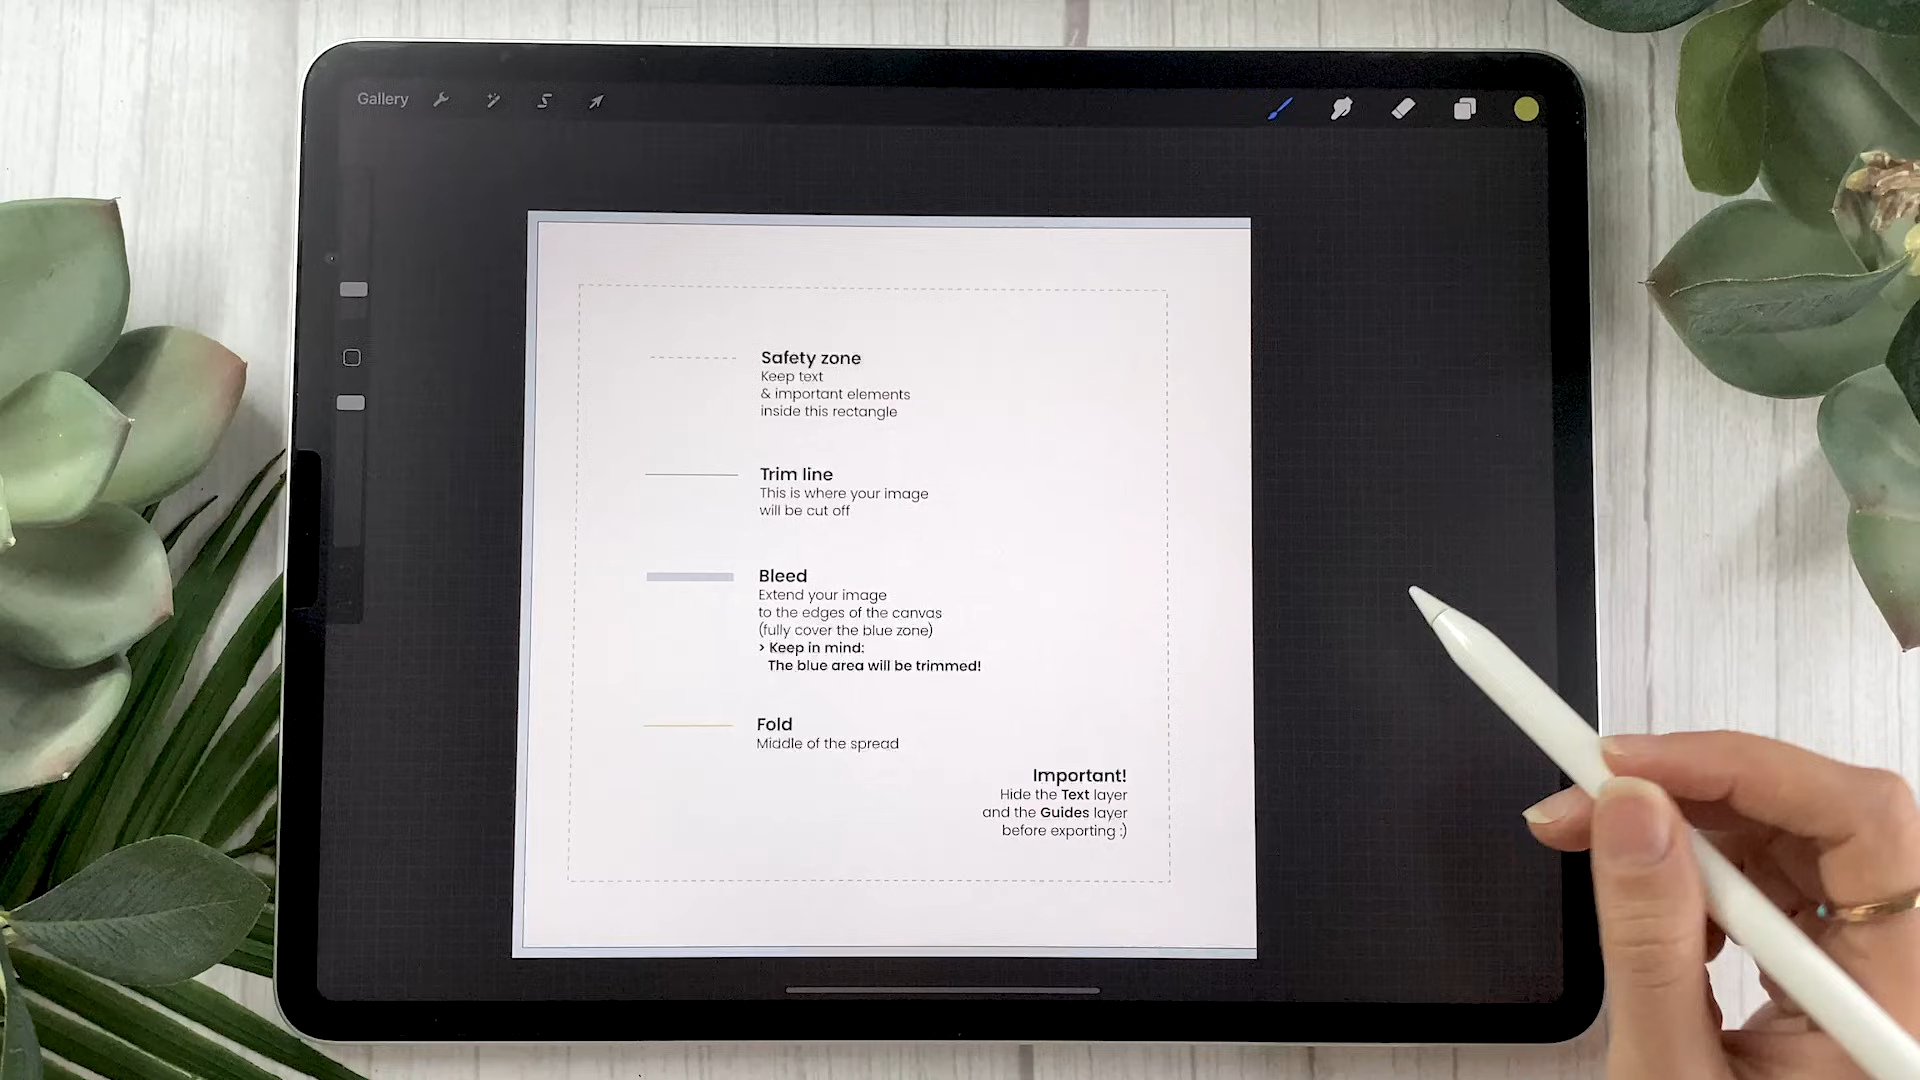 Gallery
Safety zone
Keep text
& important elements
inside this rectangle
Trim line
This is where your image
will be cut off
Bleed
Extend your image
to the edges of the canvas
(fully cover the blue zone)
> Keep in mind:
The blue area will be trimmed!
Fold
Middle of the spread
Important!
Hide the Text layer
and the Guides layer
before exporting :)